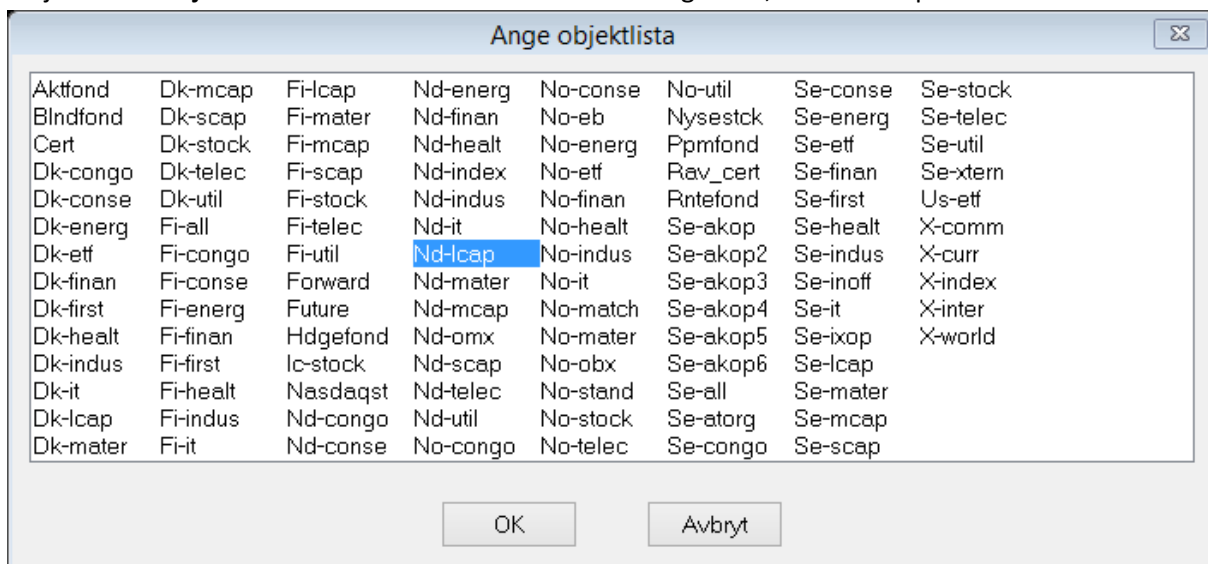 Ange objektlista
Aktfond Dk-mcap Fi-lcap Nd-energ No-conse No-util Se-conse Se-stock
Blndfond Dk-scap Fi-mater Nd-finan No-eb Nysestck Se-energ Se-telec
Cert Dk-stock Fi-mcap Nd-healt No-energ Ppmfond Se-etf Se-util
Dk-congo Dk-telec Fi-scap Nd-index No-etf Rav_cert Se-finan Se-xtern
Dk-conse Dk-util Fi-stock Nd-indus No-finan Rntefond Se-first Us-etf
Dk-energ Fi-all Fi-telec Nd-it No-healt Se-akop Se-healt X-comm
Dk-etf Fi-congo Fi-util Nd-lcap No-indus Se-akop2 Se-indus X-curr
Dk-finan Fi-conse Forward Nd-mater No-it Se-akop3 Se-inoff X-index
Dk-first Fi-energ Future Nd-mcap No-match Se-akop4 Se-it X-inter
Dk-healt Fi-finan Hdgefond Nd-omx No-mater Se-akop5 Se-ixop X-world
Dk-indus Fi-first Ic-stock Nd-scap No-obx Se-akop6 Se-lcap
Dk-it Fi-healt Nasdaqst Nd-telec No-stand Se-all Se-mater
Dk-lcap Fi-indus Nd-congo Nd-util No-stock Se-atorg Se-mcap
Dk-mater Fi-it Nd-conse No-congo No-telec Se-congo Se-scap
OK Avbryt